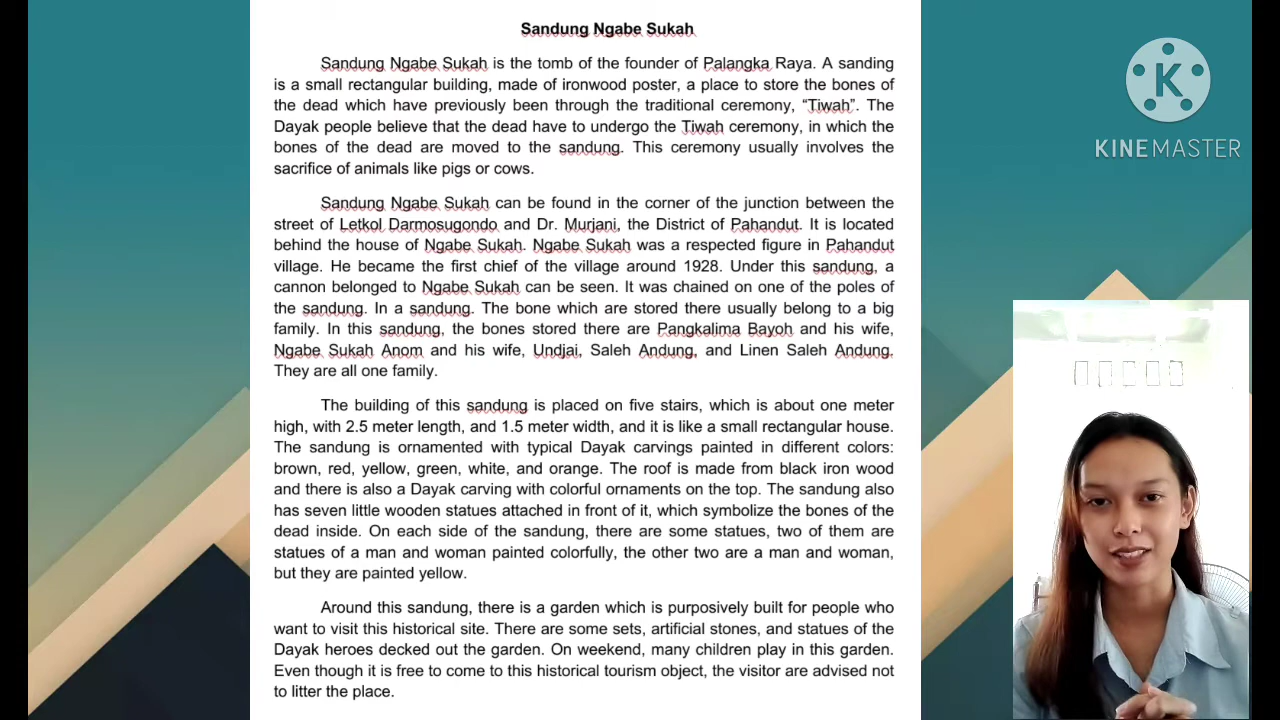 Sandung Ngabe Sukah
Sandung Ngabe Sukah is the tomb of the founder of Palangka Raya. A sanding
is a small rectangular building, made of ironwood poster, a place to store the bones of
the dead which have previously been through the traditional ceremony, “Tiwah”. The
Dayak people believe that the dead have to undergo the Tiwah ceremony, in which the
bones of the dead are moved to the sandung. This ceremony usually involves the
sacrifice of animals like pigs or cows.
Sandung Ngabe Sukah can be found in the corner of the junction between the
street of Letkol Darmosugondo and Dr. Murjani, the District of Pahandut. It is located
behind the house of Ngabe Sukah. Ngabe Sukah was a respected figure in Pahandut
village. He became the first chief of the village around 1928. Under this sandung, a
cannon belonged to Ngabe Sukah can be seen. It was chained on one of the poles of
the sandung. In a sandung. The bone which are stored there usually belong to a big
family. In this sandung, the bones stored there are Pangkalima Bayoh and his wife,
Ngabe Sukah Anom and his wife, Undjai, Saleh Andung, and Linen Saleh Andung.
They are all one family.
The building of this sandung is placed on five stairs, which is about one meter
high, with 2.5 meter length, and 1.5 meter width, and it is like a small rectangular house.
The sandung is ornamented with typical Dayak carvings painted in different colors:
brown, red, yellow, green, white, and orange. The roof is made from black iron wood
and there is also a Dayak carving with colorful ornaments on the top. The sandung also
has seven little wooden statues attached in front of it, which symbolize the bones of the
dead inside. On each side of the sandung, there are some statues, two of them are
statues of a man and woman painted colorfully, the other two are a man and woman,
but they are painted yellow.
Around this sandung, there is a garden which is purposively built for people who
want to visit this historical site. There are some sets, artificial stones, and statues of the
Dayak heroes decked out the garden. On weekend, many children play in this garden.
Even though it is free to come to this historical tourism object, the visitor are advised not
to litter the place.
K
KINEMASTER